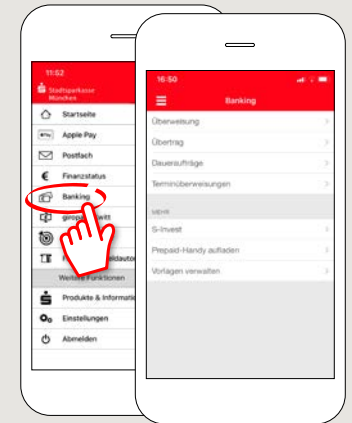 11:52
Stadtsparkasse
München
Startseite
Apple Pay
Postfach
Finanzstatus
Banking
Weitere Funktionen
Produkte &
Einstellungen
Abmelden
16:50
Banking
Überweisung
Übertrag
Daueraufträge
Terminüberweisungen
MEHR
S-Invest
Prepaid-Handy aufladen
Vorlagen verwalten